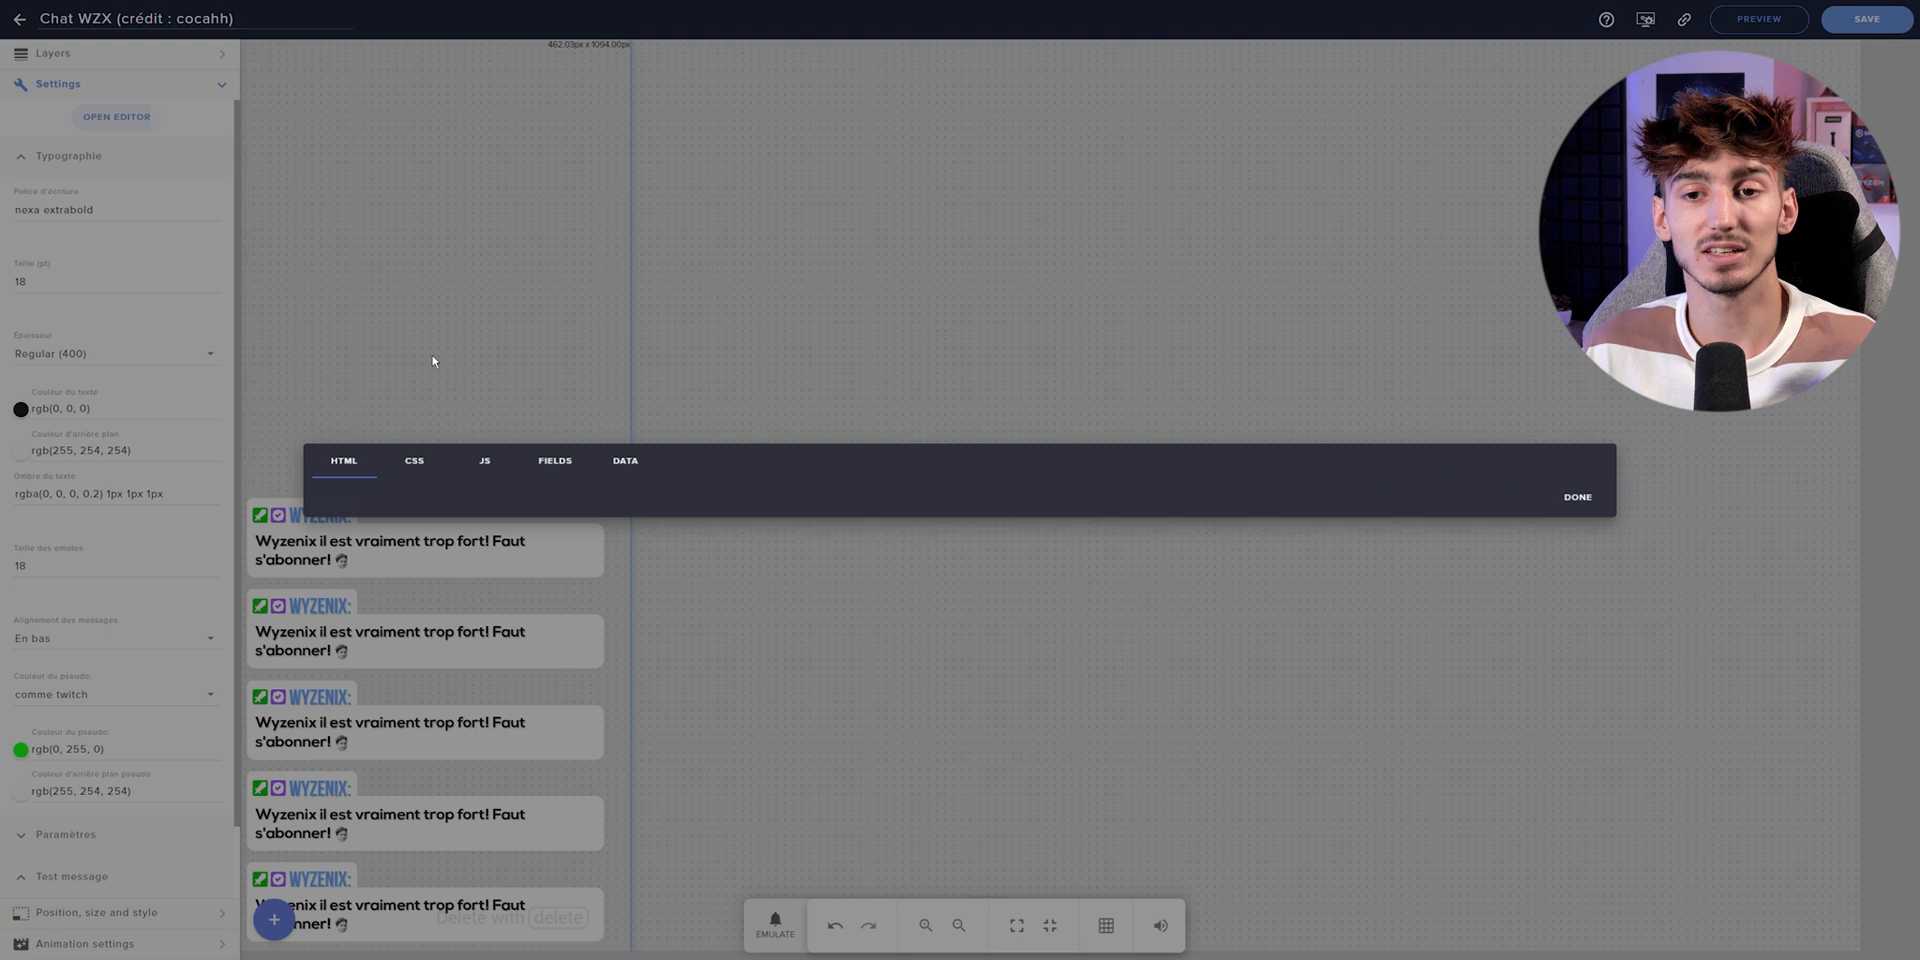 Chat WZX (crédit : cocahh)
PREVIEW
SAVE
Layers
Settings
OPEN EDITOR
Typographie
Police d'écriture
nexa extrabold
Taille (pt)
18
Épaisseur
Regular (400)
Couleur du texte
rgb(0, 0, 0)
Couleur d'arrière plan
rgb(255, 254, 254)
Ombre du texte
rgba(0, 0, 0, 0.2) 1px 1px 1px
Taille des emotes
18
Alignement des messages
En bas
Couleur du pseudo:
comme twitch
Couleur du pseudo:
rgb(0, 255, 0)
Couleur d'arrière plan pseudo
rgb(255, 254, 254)
Paramètres
Test message
Position, size and style
Animation settings
462.03px x 1094.00px
HTML CSS JS FIELDS DATA
DONE
WYZENIX:
Wyzenix il est vraiment trop fort! Faut
s'abonner!
WYZENIX:
Wyzenix il est vraiment trop fort! Faut
s'abonner!
WYZENIX:
Wyzenix il est vraiment trop fort! Faut
s'abonner!
WYZENIX:
Wyzenix il est vraiment trop fort! Faut
s'abonner!
WYZENIX:
enix il est vraiment trop fort! Faut
nner!
Delete with delete
EMULATE
RYZEN